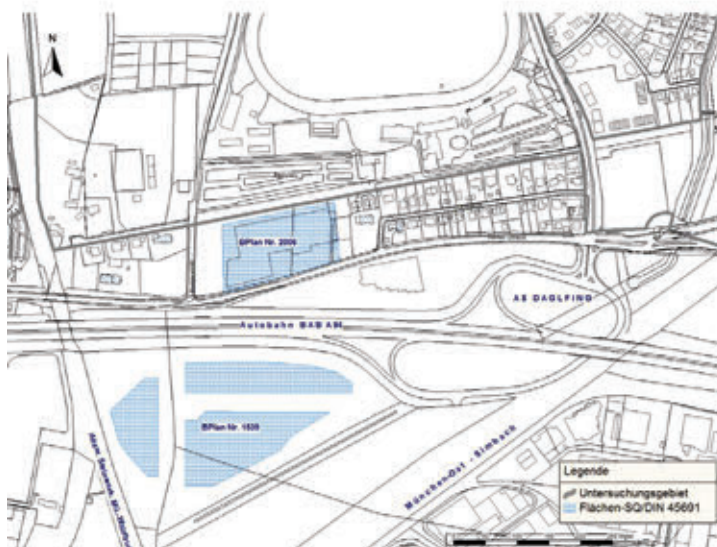 N
BPlan Nr. 2006
AS DAGLFING
Autobahn BAB A94
BPlan Nr.
München-Ost - Simbach
Legende
Untersuchungsgebiet
Flächen-SQ/DIN 45691